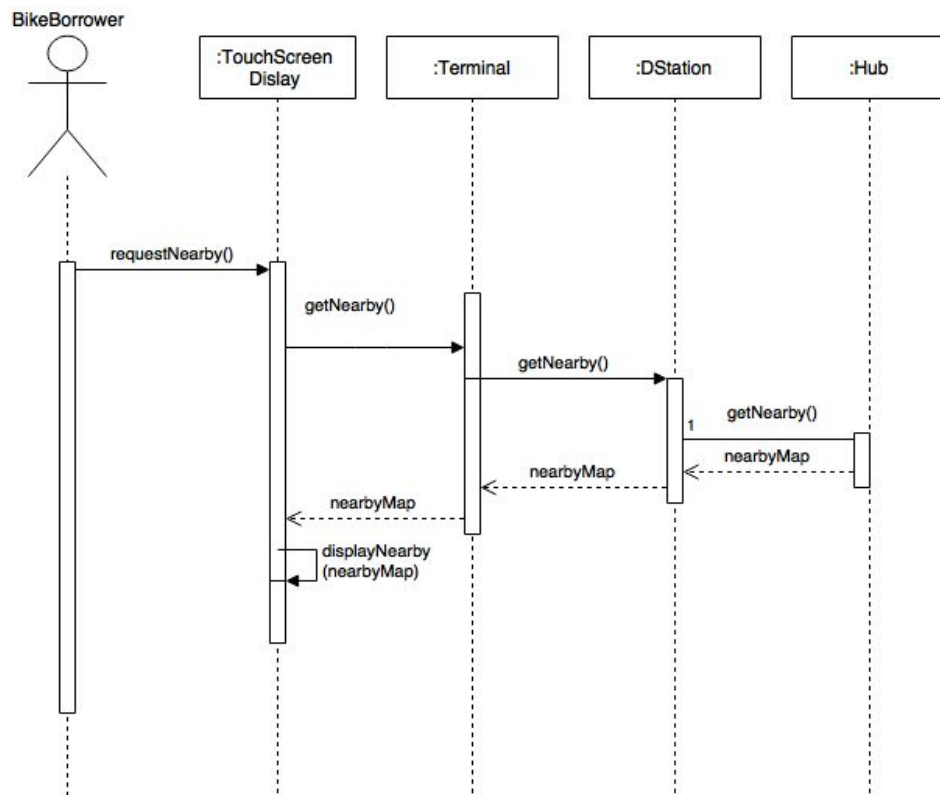 BikeBorrower
:TouchScreen
Dislay
:Terminal
:DStation
:Hub
requestNearby()
getNearby()
getNearby()
getNearby()
1
nearbyMap
nearbyMap
nearbyMap
displayNearby
(nearbyMap)